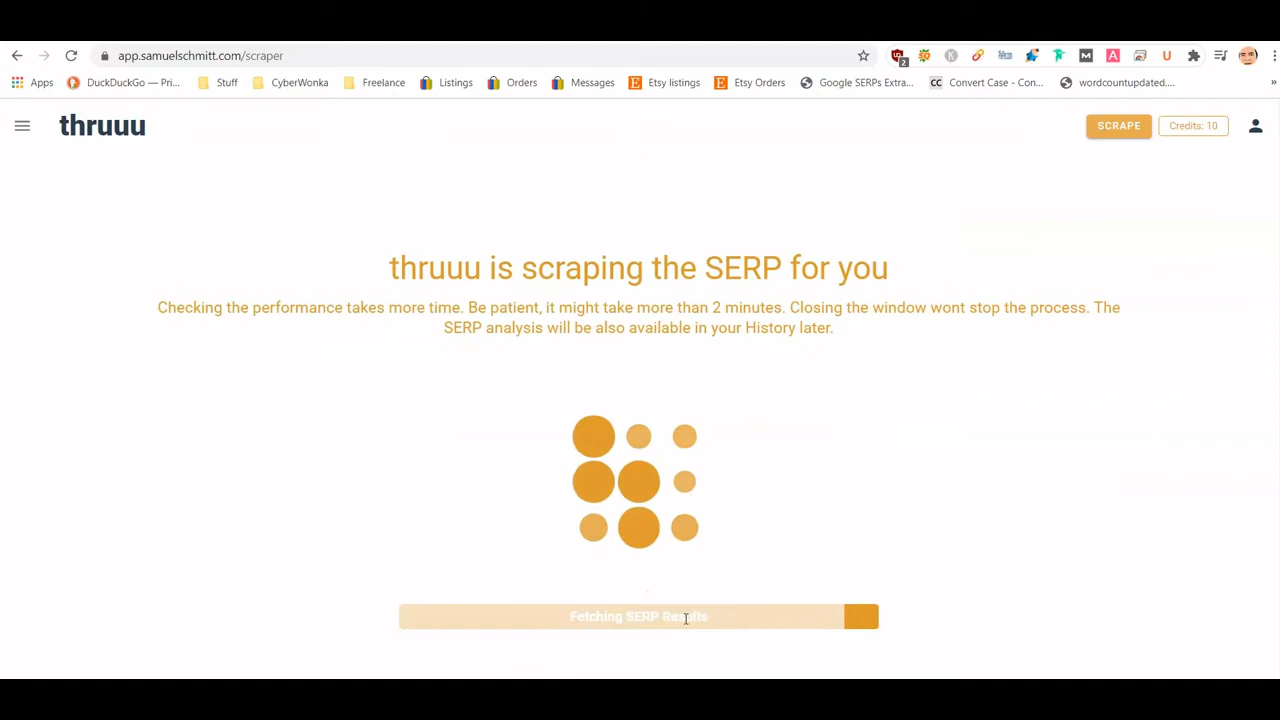 app.samuelschmitt.com/scraper
2
Apps
DuckDuckGo — Pri...
Stuff
CyberWonka
Freelance
Listings
Orders
Messages
Etsy listings
Etsy Orders
Google SERPs Extra...
CC Convert Case - Con...
wordcountupdated....
»
thruuu
SCRAPE
Credits: 10
thruuu is scraping the SERP for you
Checking the performance takes more time. Be patient, it might take more than 2 minutes. Closing the window wont stop the process. The
SERP analysis will be also available in your History later.
Fetching SERP Results